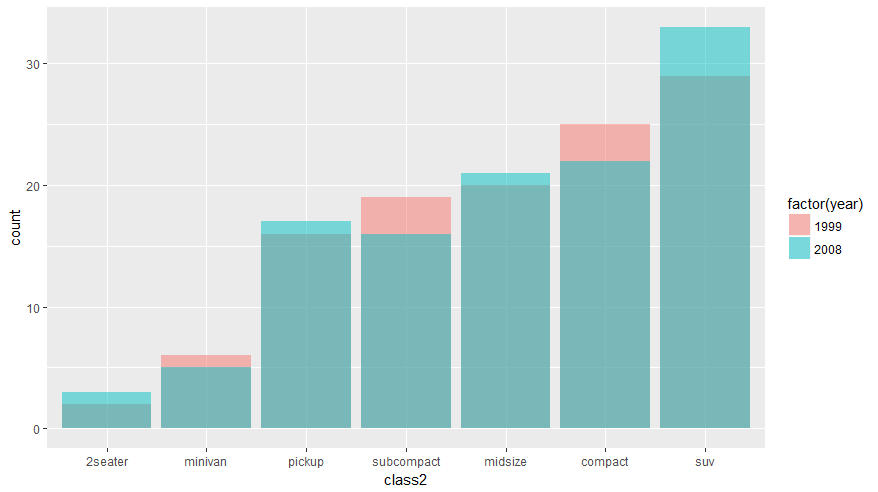 count
30
20
10
0
2seater minivan pickup subcompact midsize compact suv
class2
factor(year)
1999
2008